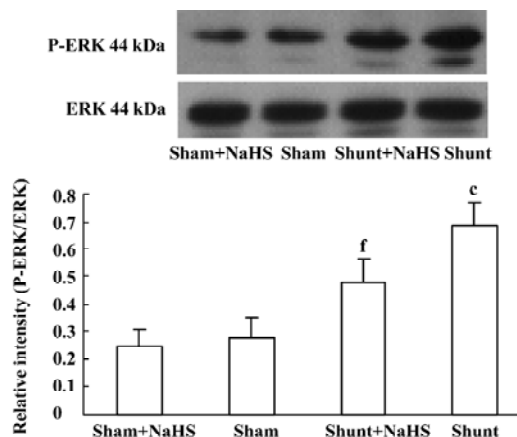 P-ERK 44 kDa
ERK 44 kDa
Sham+NaHS Sham Shunt+NaHS Shunt
Relative intensity (P-ERK/ERK)
0.8
0.7
0.6
0.5
0.4
0.3
0.2
0.1
0
f
c
Sham+NaHS Sham Shunt+NaHS Shunt